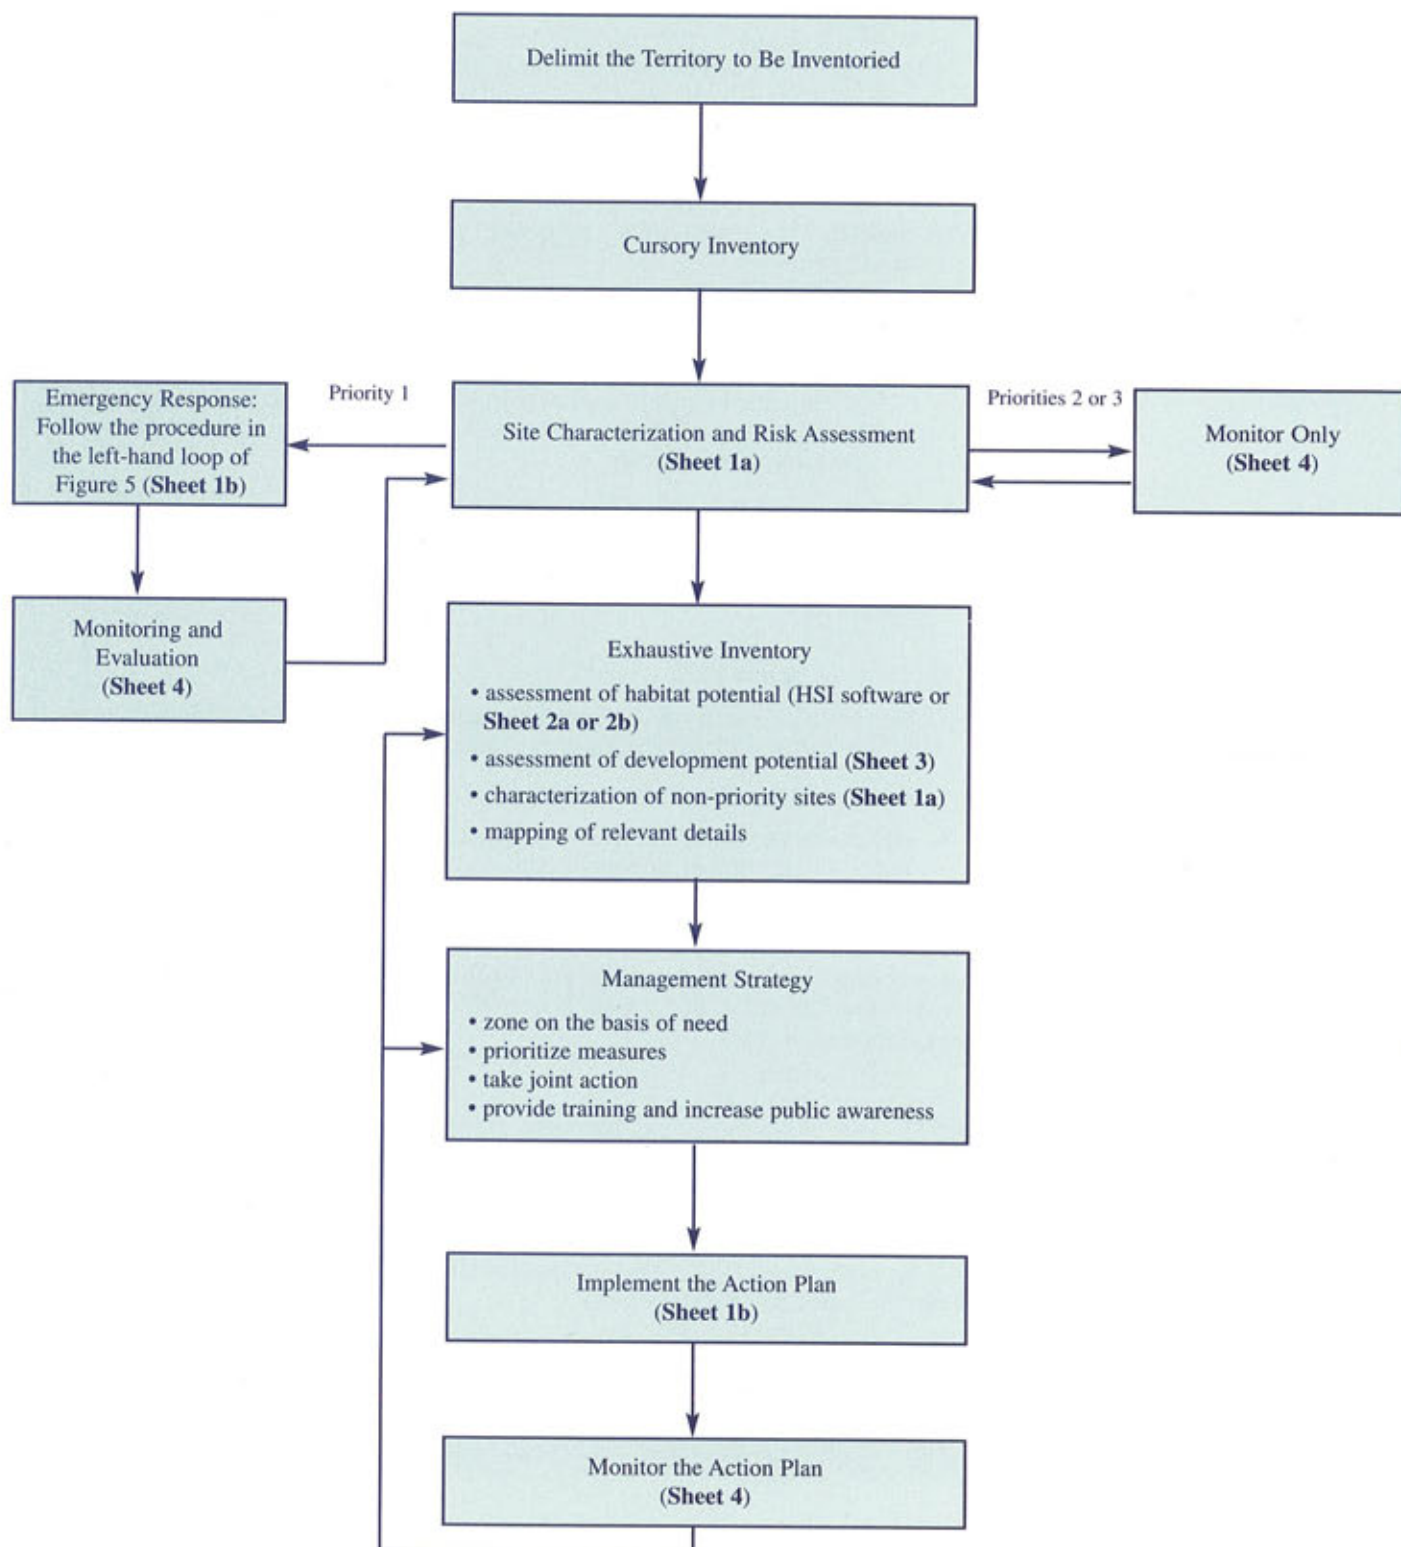 Delimit the Territory to Be Inventoried
Cursory Inventory
Emergency Response:
Follow the procedure in
the left-hand loop of
Figure 5 (Sheet 1b)
Priority 1
Site Characterization and Risk Assessment
(Sheet 1a)
Priorities 2 or 3
Monitor Only
(Sheet 4)
Monitoring and
Evaluation
(Sheet 4)
Exhaustive Inventory
• assessment of habitat potential (HSI software or
Sheet 2a or 2b)
• assessment of development potential (Sheet 3)
• characterization of non-priority sites (Sheet 1a)
• mapping of relevant details
Management Strategy
• zone on the basis of need
• prioritize measures
• take joint action
• provide training and increase public awareness
Implement the Action Plan
(Sheet 1b)
Monitor the Action Plan
(Sheet 4)